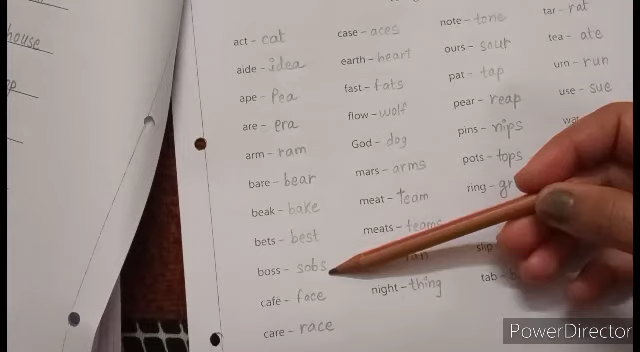 house
act – cat
aide – idea
ape – Pea
are – era
arm – ram
bare – bear
beak – bake
bets – best
boss – sobs
cafe – face
care – race
case – aces
earth – heart
fast – fats
flow – wolf
God – dog
mars – arms
meat – team
meats – teams
ran
night – thing
note – tone
ours – sour
pat – tap
pear – reap
pins – nips
pots – tops
ring – gr
slip
tab –
tar – rat
tea – ate
urn – run
use – sue
PowerDirector